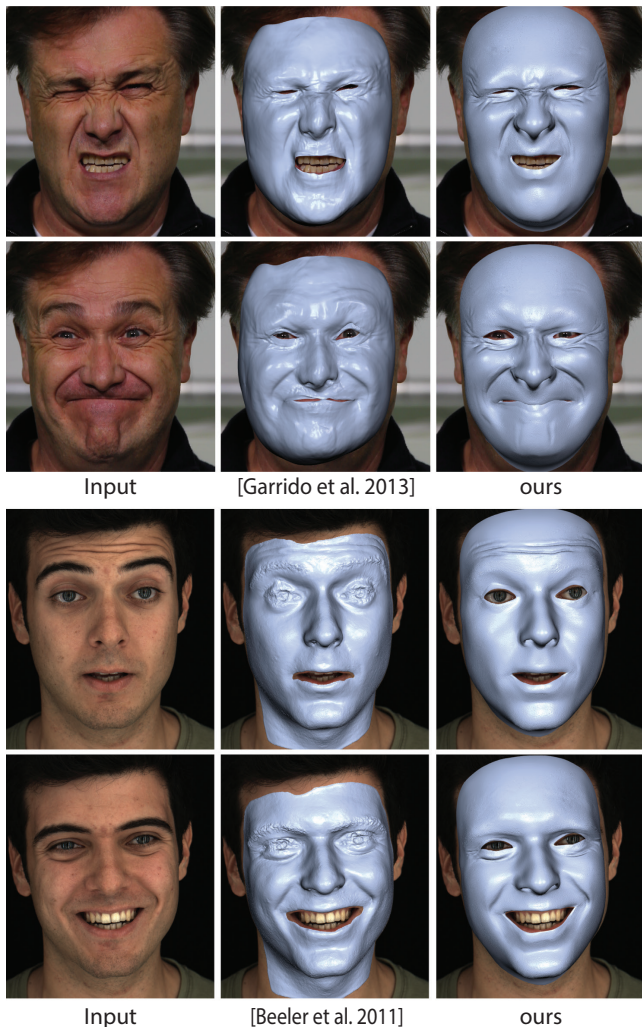 Input [Garrido et al. 2013] ours
Input [Beeler et al. 2011] ours